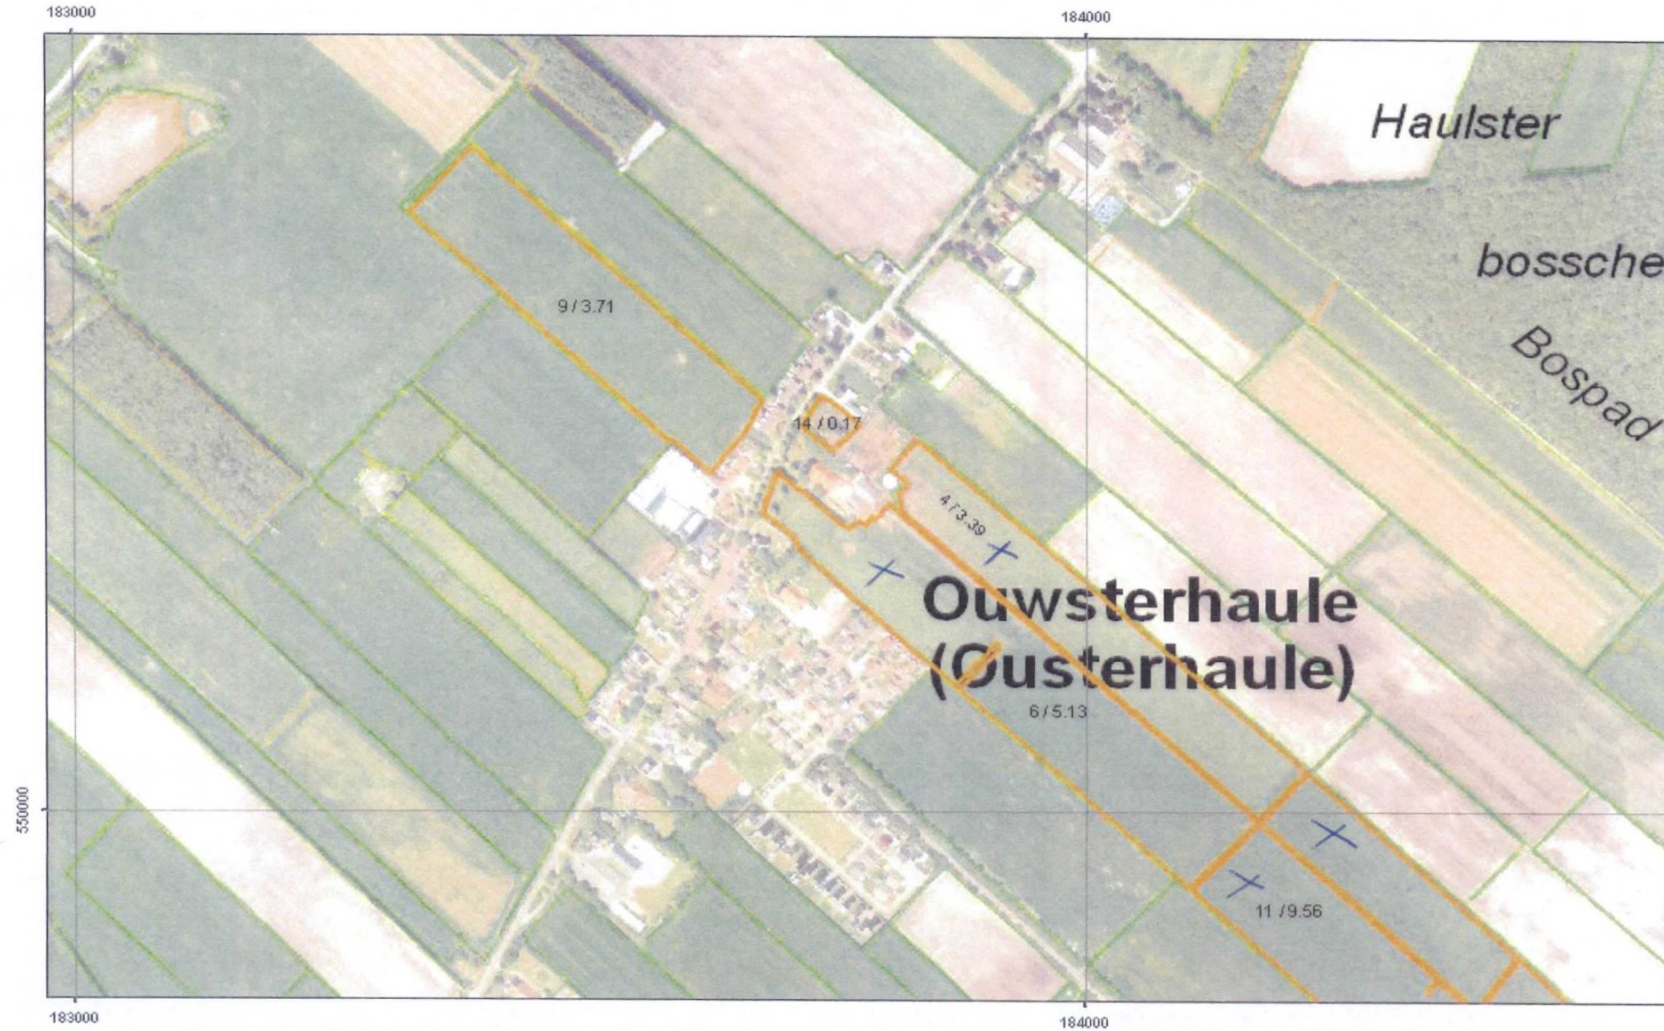 183000
184000
Haulster
bossche
Bospad
9 / 3.71
14 / 0.17
4 / 3.39
Ouwsterhaule
(Ousterhaule)
6 / 5.13
550000
11 / 9.56
183000
184000